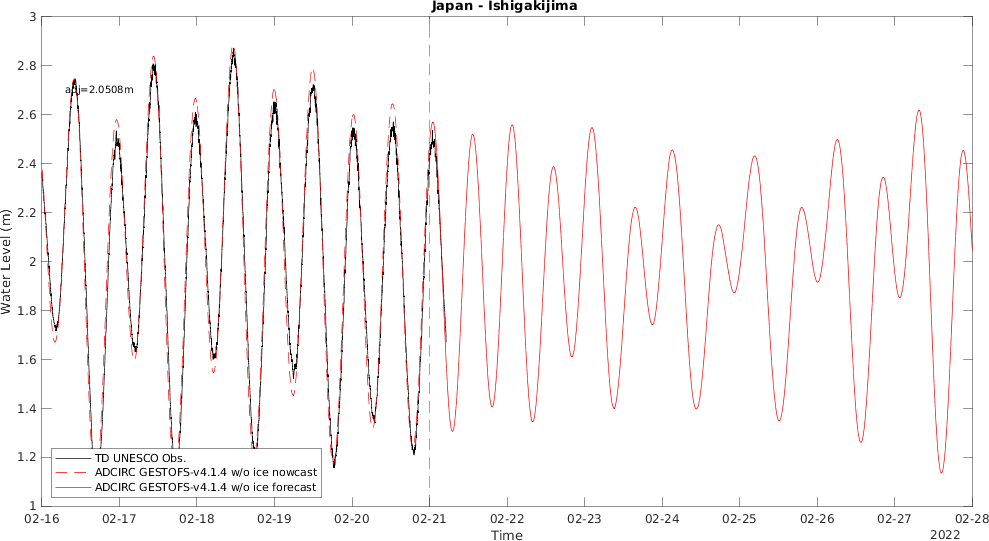 Japan - Ishigakijima
3
2.8
2.6
2.4
2.2
2
1.8
1.6
1.4
1.2
1
Water Level (m)
adj=2.0508m
TD UNESCO Obs.
ADCIRC GESTOFS-v4.1.4 w/o ice nowcast
ADCIRC GESTOFS-v4.1.4 w/o ice forecast
02-16 02-17 02-18 02-19 02-20 02-21 02-22 02-23 02-24 02-25 02-26 02-27 02-28
Time
2022